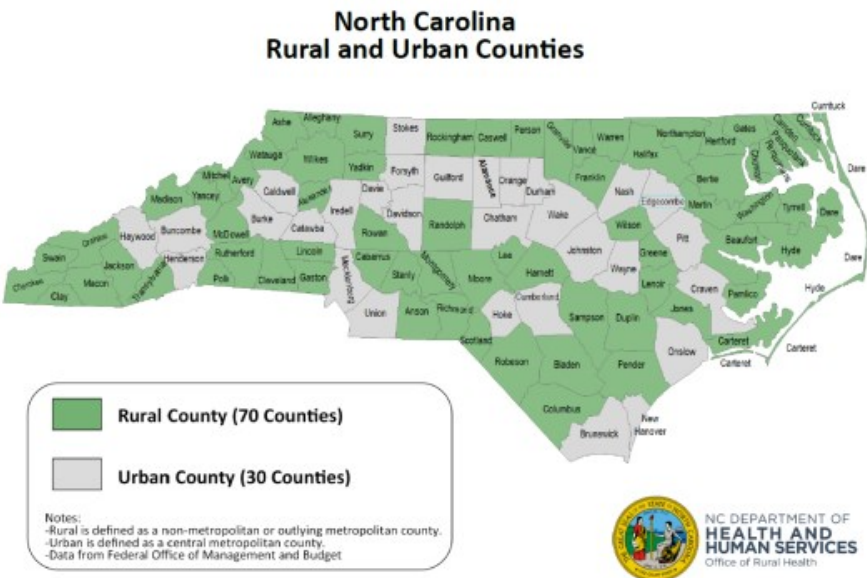 North Carolina
Rural and Urban Counties
Currituck
Ashe
Alleghany
Surry
Stokes
Rockingham
Caswell
Person
Granville
Vance
Warren
Northampton
Gates
Camden
Currituck
Pasquotank
Perquimans
Chowan
Hertford
Halifax
Watauga
Wilkes
Yadkin
Forsyth
Guilford
Alamance
Orange
Durham
Franklin
Nash
Bertie
Dare
Mitchell
Avery
Caldwell
Alexander
Davie
Iredell
Edgecombe
Martin
Washington
Tyrrell
Dare
Madison
Yancey
Burke
Catawba
Davidson
Randolph
Chatham
Wake
Wilson
Pitt
Beaufort
Hyde
Haywood
Buncombe
McDowell
Rowan
Johnston
Greene
Dare
Swain
Graham
Jackson
Henderson
Rutherford
Lincoln
Cabarrus
Montgomery
Lee
Harnett
Wayne
Lenoir
Craven
Pamlico
Hyde
Cherokee
Clay
Macon
Transylvania
Polk
Cleveland
Gaston
Mecklenburg
Stanly
Moore
Cumberland
Sampson
Duplin
Jones
Union
Anson
Richmond
Hoke
Scotland
Onslow
Carteret
Carteret
Carteret
Robeson
Bladen
Pender
Columbus
Brunswick
New
Hanover
Rural County (70 Counties)
Urban County (30 Counties)
Notes:
-Rural is defined as a non-metropolitan or outlying metropolitan county.
-Urban is defined as a central metropolitan county.
-Data from Federal Office of Management and Budget
NC DEPARTMENT OF
HEALTH AND
HUMAN SERVICES
Office of Rural Health